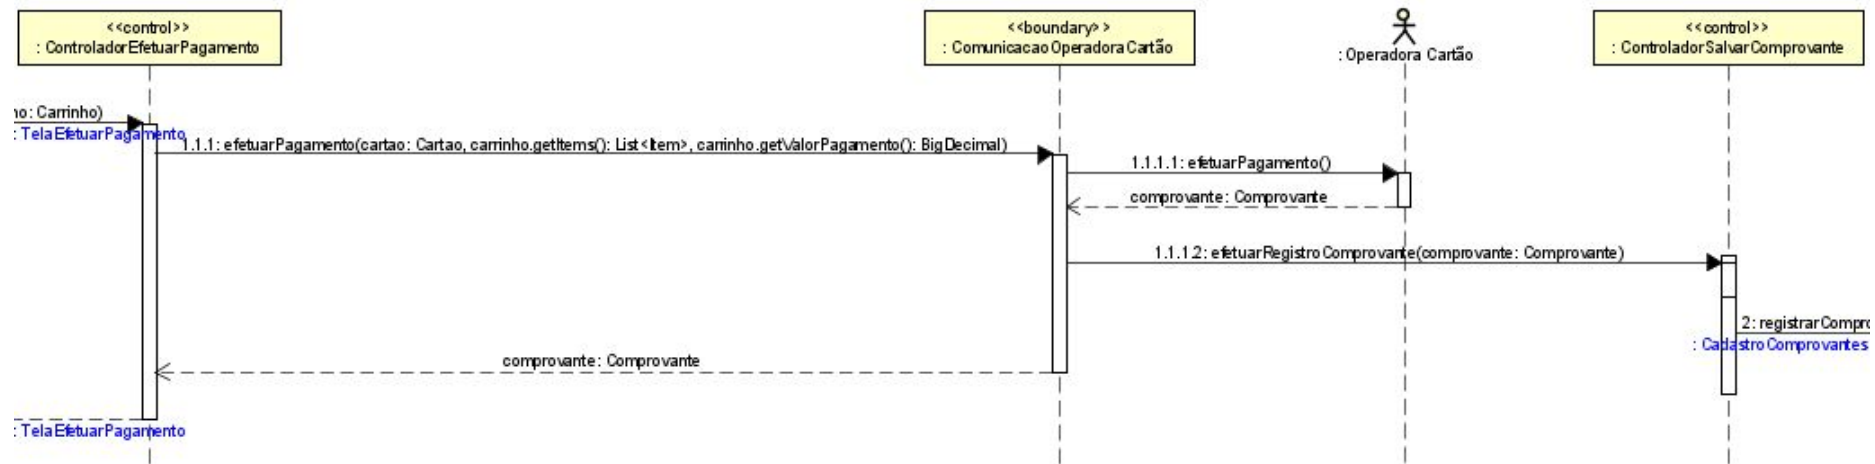 <<control>>
: ControladorEfetuarPagamento
<<boundary>>
: ComunicacaoOperadoraCartão
: Operadora Cartão
<<control>>
: ControladorSalvarComprovante
no: Carrinho)
: TelaEfetuarPagamento
1.1.1: efetuarPagamento(cartao: Cartao, carrinho.getItems(): List<Item>, carrinho.getValorPagamento(): BigDecimal)
1.1.1.1: efetuarPagamento()
comprovante: Comprovante
1.1.1.2: efetuarRegistroComprovante(comprovante: Comprovante)
2: registrarCompro
: CadastroComprovantes
comprovante: Comprovante
: TelaEfetuarPagamento